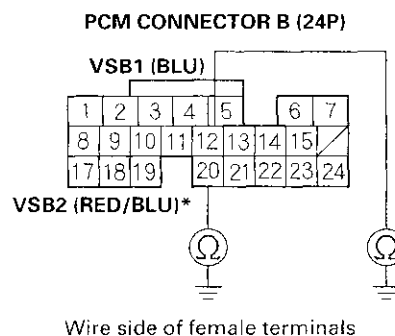 PCM CONNECTOR B (24P)
VSB1 (BLU)
1 2 3 4 5 6 7
8 9 10 11 12 13 14 15
17 18 19 20 21 22 23 24
VSB2 (RED/BLU)*
Ω Ω
Wire side of female terminals